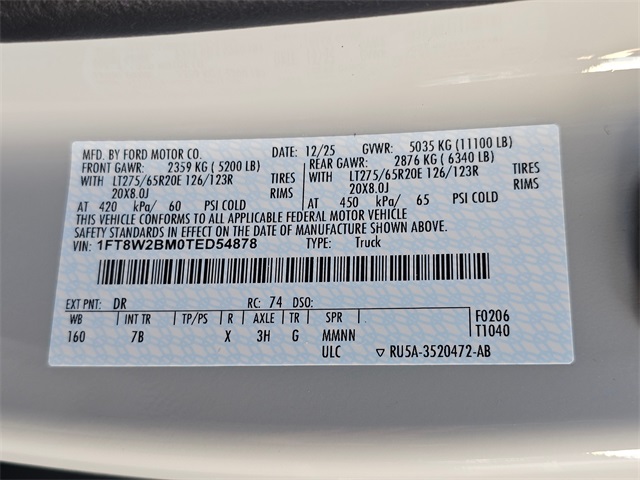 MFD. BY FORD MOTOR CO. DATE: 12/25 GVWR: 5035 KG (11100 LB)
FRONT GAWR: 2359 KG ( 5200 LB) REAR GAWR: 2876 KG ( 6340 LB)
WITH LT275/65R20E 126/123R TIRES WITH LT275/65R20E 126/123R TIRES
20X8.0J RIMS 20X8.0J RIMS
AT 420 kPa/ 60 PSI COLD AT 450 kPa/ 65 PSI COLD
THIS VEHICLE CONFORMS TO ALL APPLICABLE FEDERAL MOTOR VEHICLE
SAFETY STANDARDS IN EFFECT ON THE DATE OF MANUFACTURE SHOWN ABOVE.
VIN: 1FT8W2BM0TED54878 TYPE: Truck
EXT PNT: DR RC: 74 DSO:
WB INT TR TP/PS R AXLE TR SPR F0206
160 7B X 3H G MMNN T1040
ULC ▽ RU5A-3520472-AB